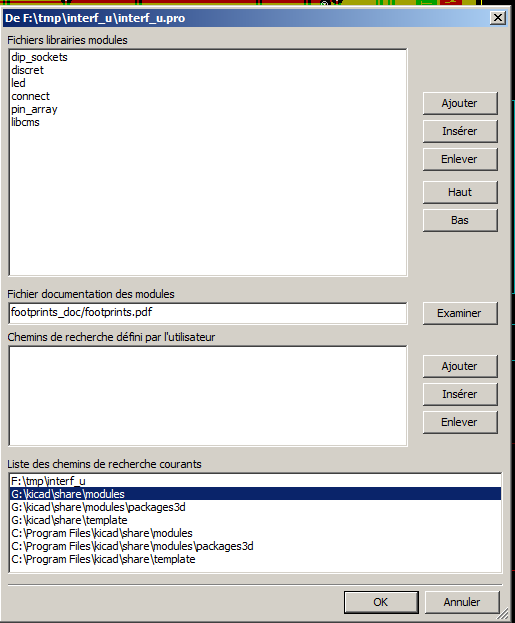 De F:\tmp\interf_u\interf_u.pro
Fichiers librairies modules
dip_sockets
discret
led
connect
pin_array
libcms
Ajouter
Insérer
Enlever
Haut
Bas
Fichier documentation des modules
footprints_doc/footprints.pdf
Examiner
Chemins de recherche défini par l'utilisateur
Ajouter
Insérer
Enlever
Liste des chemins de recherche courants
F:\tmp\interf_u
G:\kicad\share\modules
G:\kicad\share\modules\packages3d
G:\kicad\share\template
C:\Program Files\kicad\share\modules
C:\Program Files\kicad\share\modules\packages3d
C:\Program Files\kicad\share\template
OK
Annuler